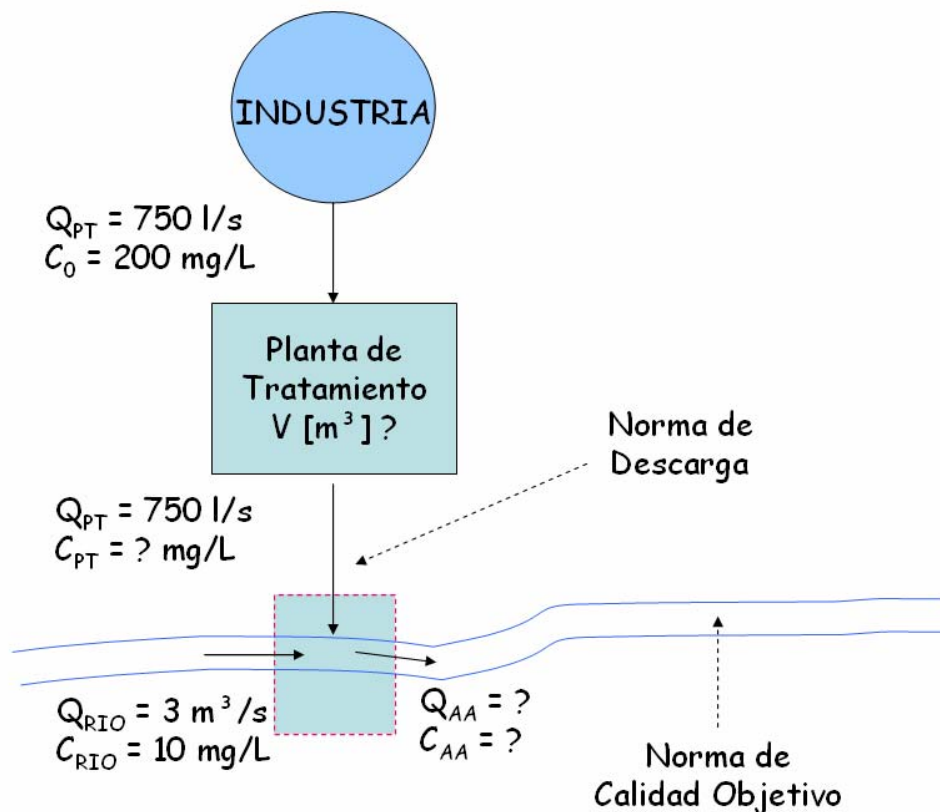 INDUSTRIA
Q_PT = 750 l/s
C_0 = 200 mg/L
Planta de
Tratamiento
V [m³] ?
Norma de
Descarga
Q_PT = 750 l/s
C_PT = ? mg/L
Q_RIO = 3 m³/s
C_RIO = 10 mg/L
Q_AA = ?
C_AA = ?
Norma de
Calidad Objetivo